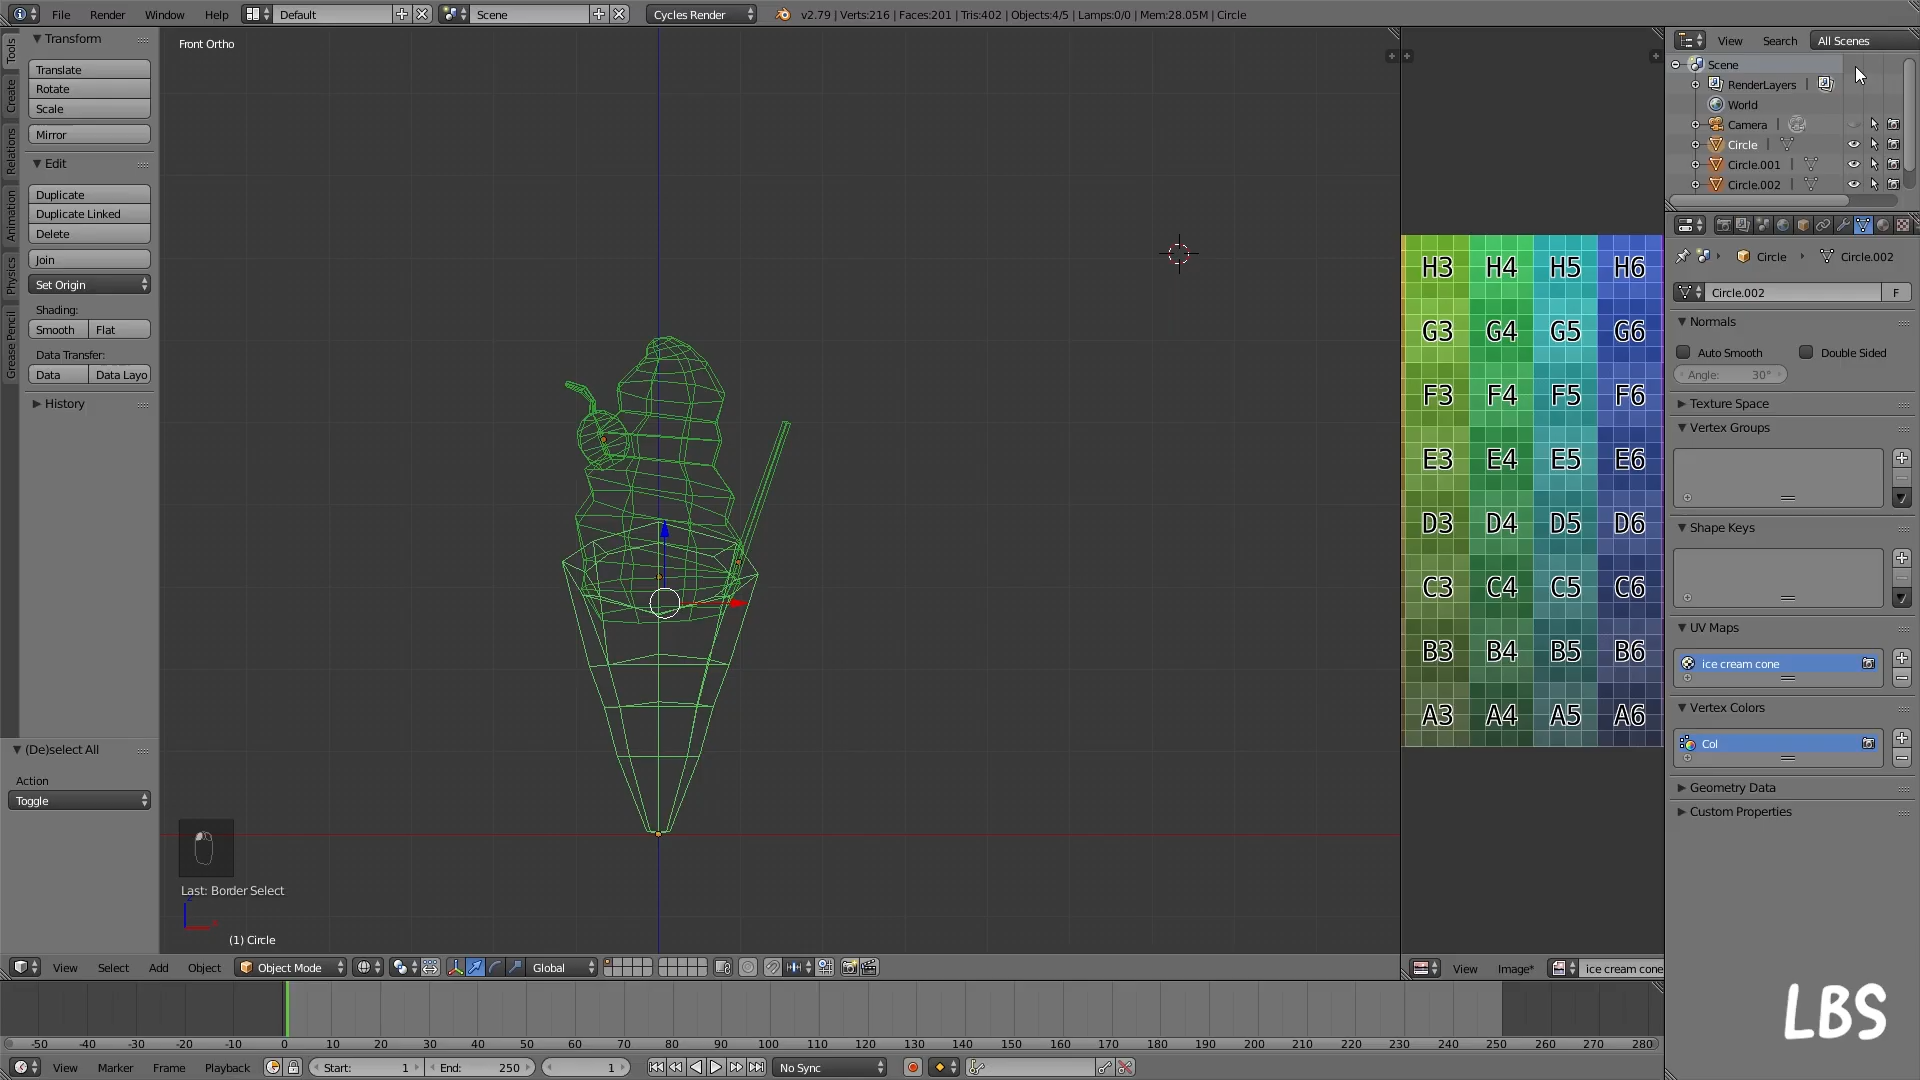 File Render Window Help Default Scene Cycles Render v2.79 | Verts:216 | Faces:201 | Tris:402 | Objects:4/5 | Lamps:0/0 | Mem:28.05M | Circle
Tools
Create
Relations
Animation
Physics
Grease Pencil
Transform
Translate
Rotate
Scale
Mirror
Edit
Duplicate
Duplicate Linked
Delete
Join
Set Origin
Shading:
Smooth Flat
Data Transfer:
Data Data Layo
History
(De)select All
Action
Toggle
Front Ortho
Last: Border Select
(1) Circle
View Select Add Object Object Mode Global
H3 H4 H5 H6
G3 G4 G5 G6
F3 F4 F5 F6
E3 E4 E5 E6
D3 D4 D5 D6
C3 C4 C5 C6
B3 B4 B5 B6
A3 A4 A5 A6
View Image* ice cream cone
View Search All Scenes
Scene
RenderLayers |
World
Camera |
Circle |
Circle.001 |
Circle.002 |
Circle Circle.002
Circle.002 F
Normals
Auto Smooth Double Sided
Angle: 30°
Texture Space
Vertex Groups
Shape Keys
UV Maps
ice cream cone
Vertex Colors
Col
Geometry Data
Custom Properties
LBS
-50 -40 -30 -20 -10 0 10 20 30 40 50 60 70 80 90 100 110 120 130 140 150 160 170 180 190 200 210 220 230 240 250 260 270 280
View Marker Frame Playback Start: 1 End: 250 1 No Sync